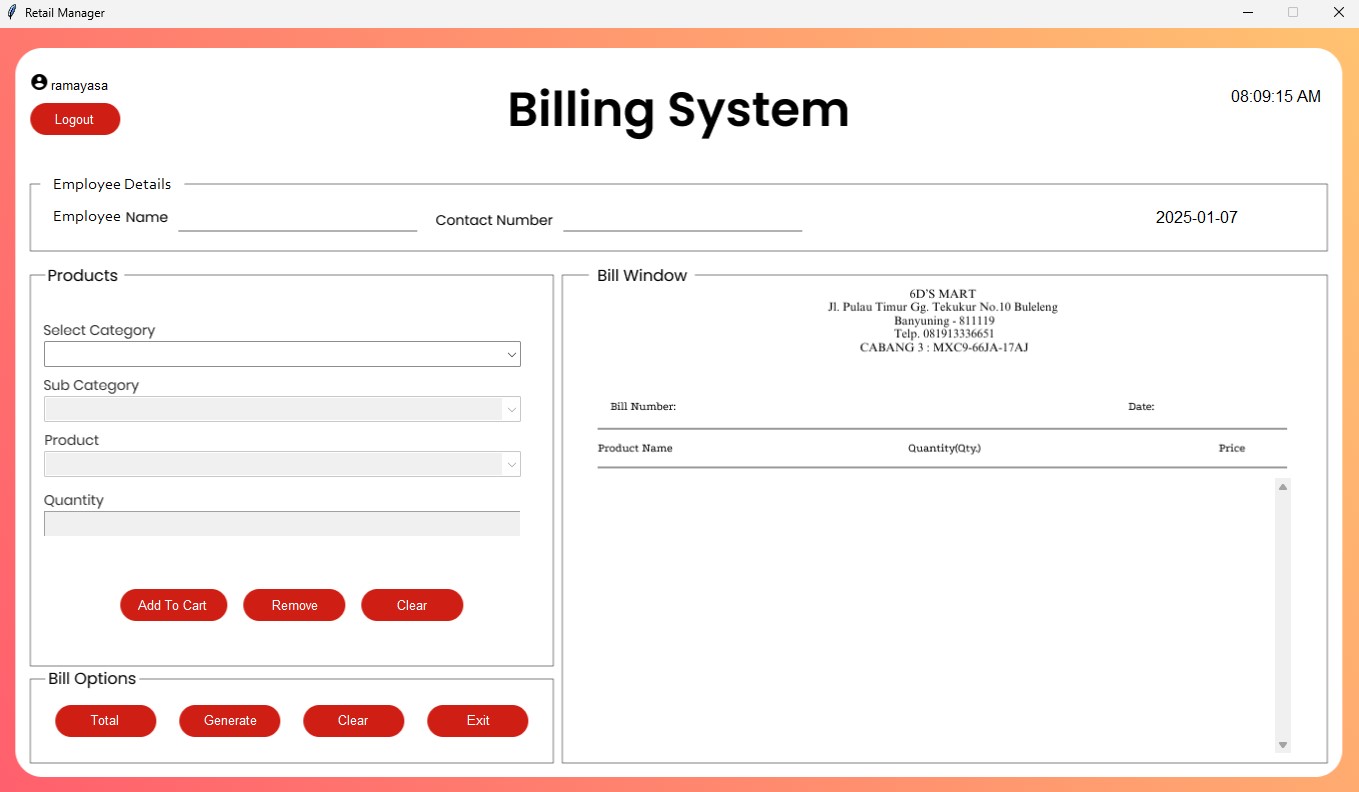 Retail Manager
ramayasa
Logout
Billing System
08:09:15 AM
Employee Details
Employee Name
Contact Number
2025-01-07
Products
Select Category
Sub Category
Product
Quantity
Add To Cart Remove Clear
Bill Options
Total Generate Clear Exit
Bill Window
6D'S MART
Jl. Pulau Timur Gg. Tekukur No.10 Buleleng
Banyuning - 811119
Telp. 081913336651
CABANG 3 : MXC9-66JA-17AJ
Bill Number: Date:
Product Name Quantity(Qty.) Price